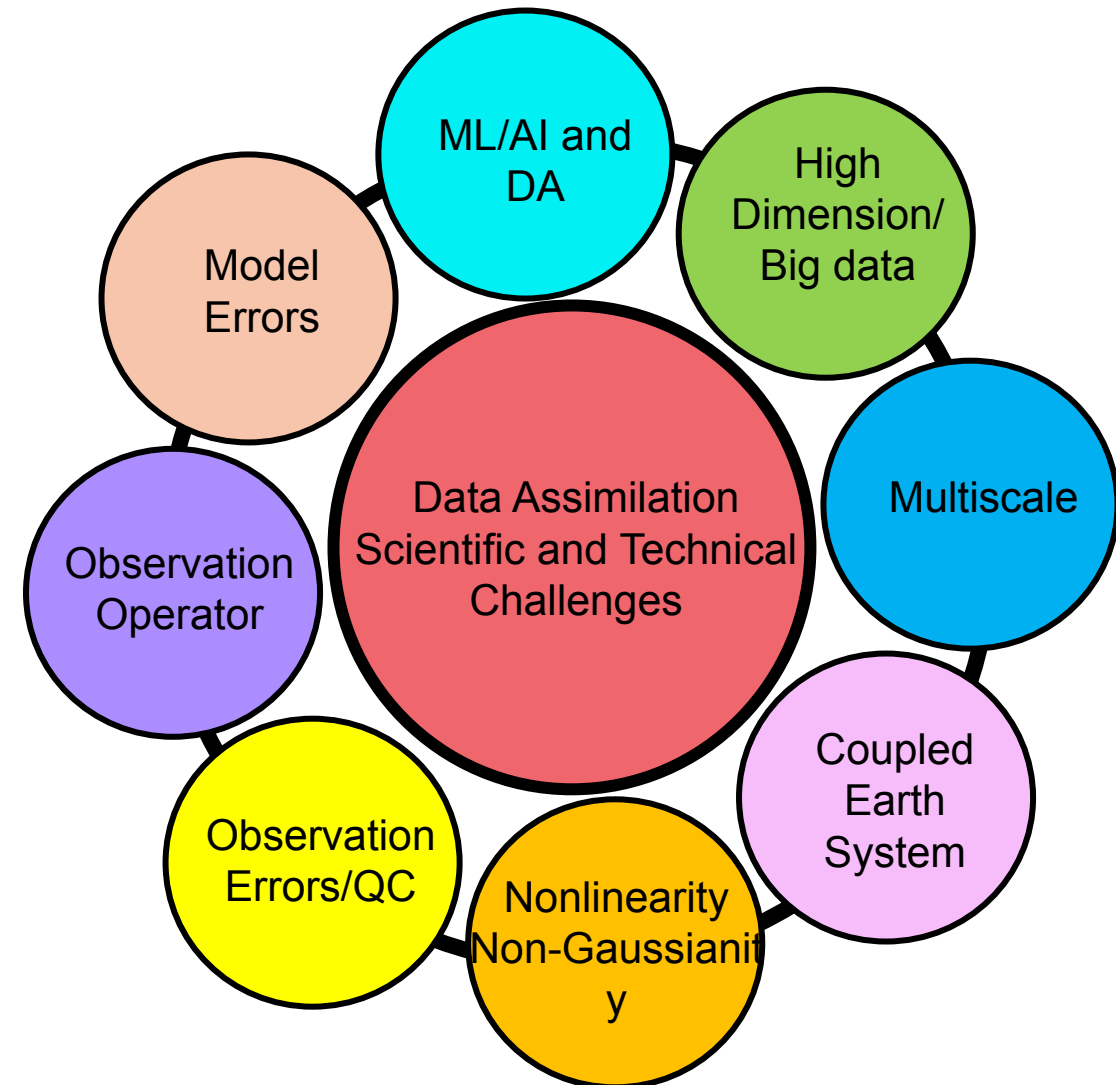 ML/AI and
DA
High
Dimension/
Big data
Model
Errors
Multiscale
Data Assimilation
Scientific and Technical
Challenges
Observation
Operator
Coupled
Earth
System
Observation
Errors/QC
Nonlinearity
Non-Gaussianit
y